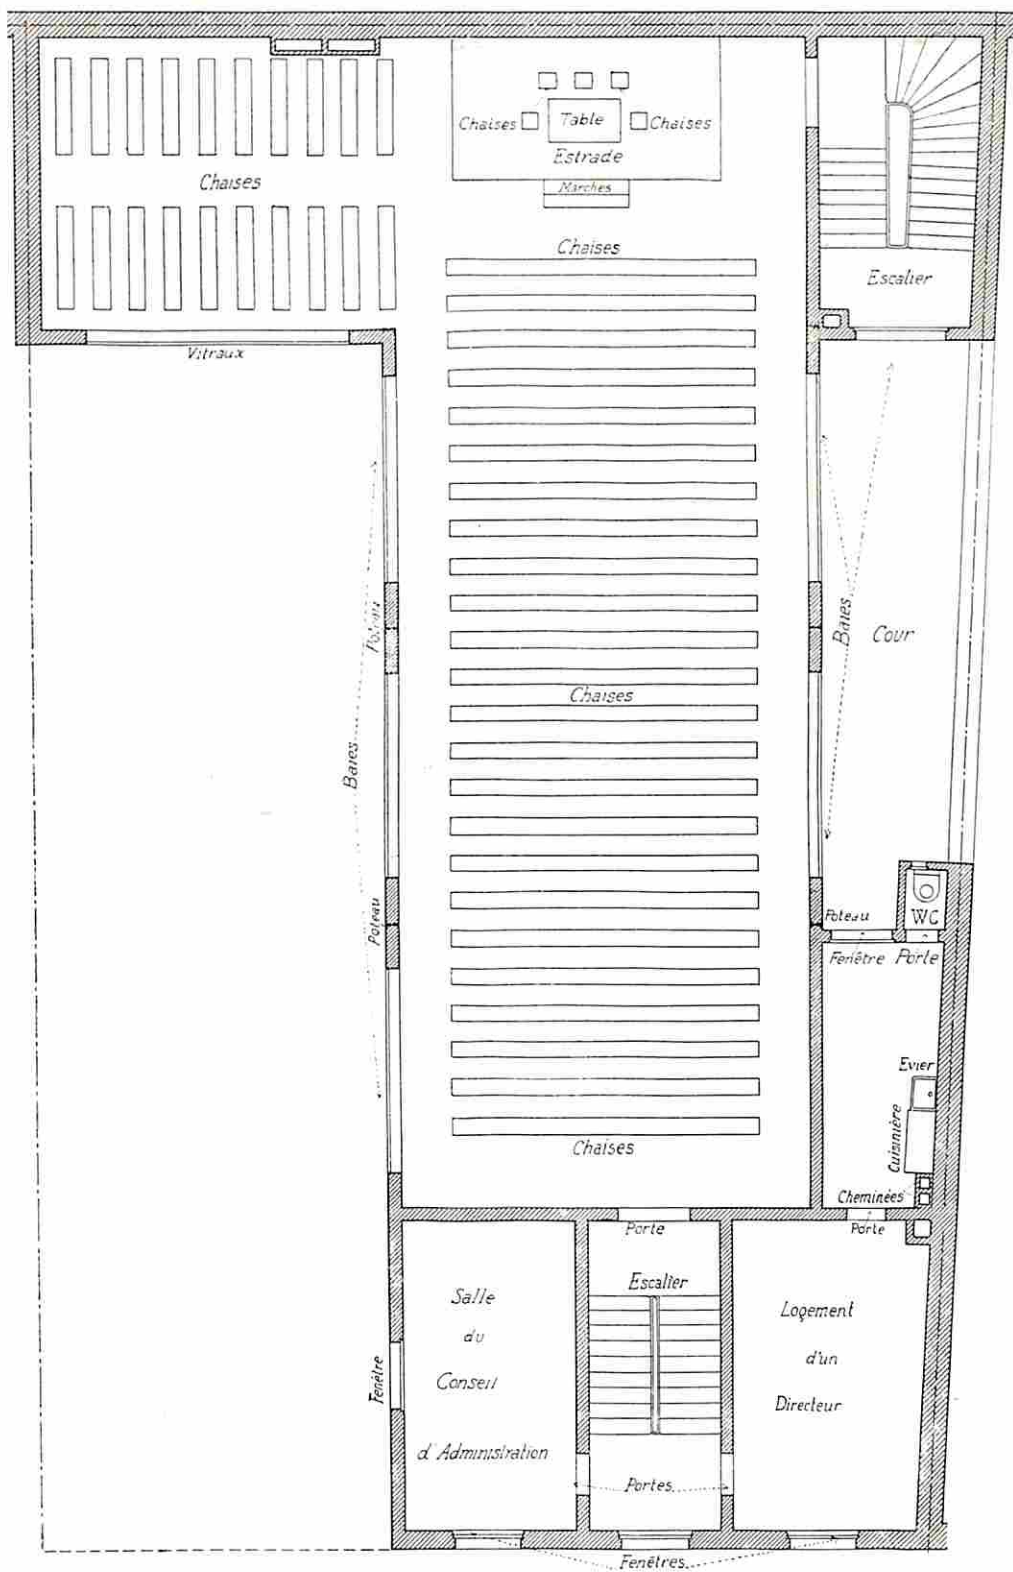 Chaises
Table
Chaises
Estrade
Marches
Chaises
Chaises
Escalier
Vitraux
Baies
Poteau
Baies
Cour
Chaises
Poteau
Poteau
WC
Fenêtre
Porte
Evier
Cuisinière
Cheminées
Chaises
Porte
Porte
Escalier
Salle
du
Conseil
d'Administration
Logement
d'un
Directeur
Fenêtre
Portes
Fenêtres